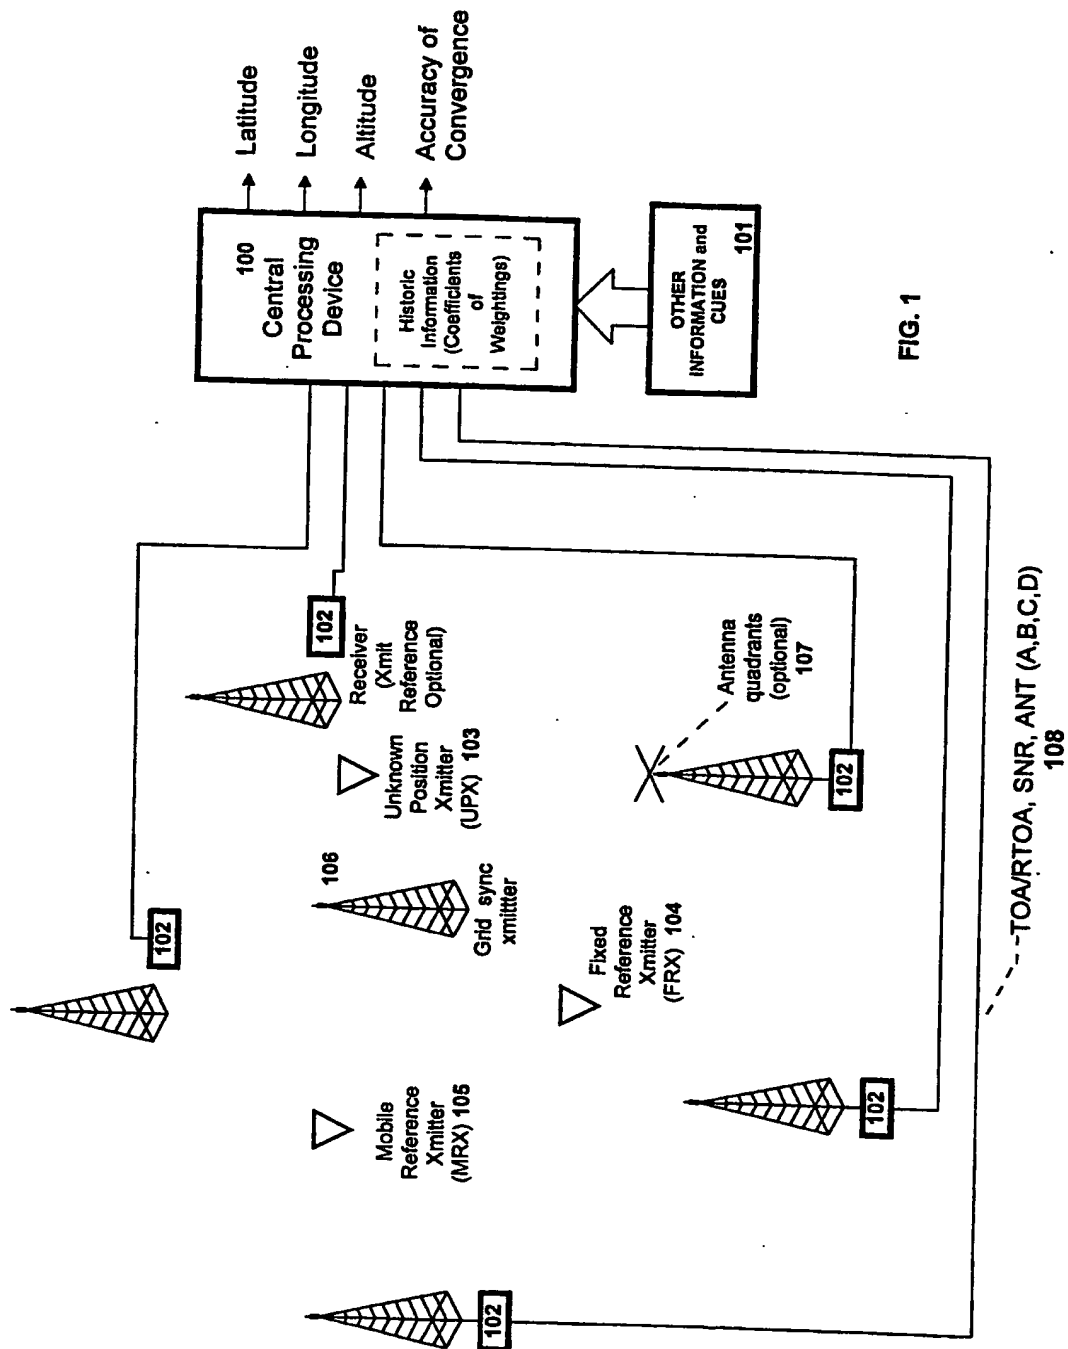 Latitude
Longitude
Altitude
Accuracy of
Convergence
100
Central
Processing
Device
Historic
Information
(Coefficients
of
Weightings)
OTHER
INFORMATION and
CUES
101
FIG. 1
102
102
Receiver
(Xmit
Reference
Optional)
Unknown
Position
Xmitter
(UPX) 103
106
Grid sync
xmittter
Antenna
quadrants
(optional)
107
102
Fixed
Reference
Xmitter
(FRX) 104
Mobile
Reference
Xmitter
(MRX) 105
102
102
TOA/RTOA, SNR, ANT (A,B,C,D)
108